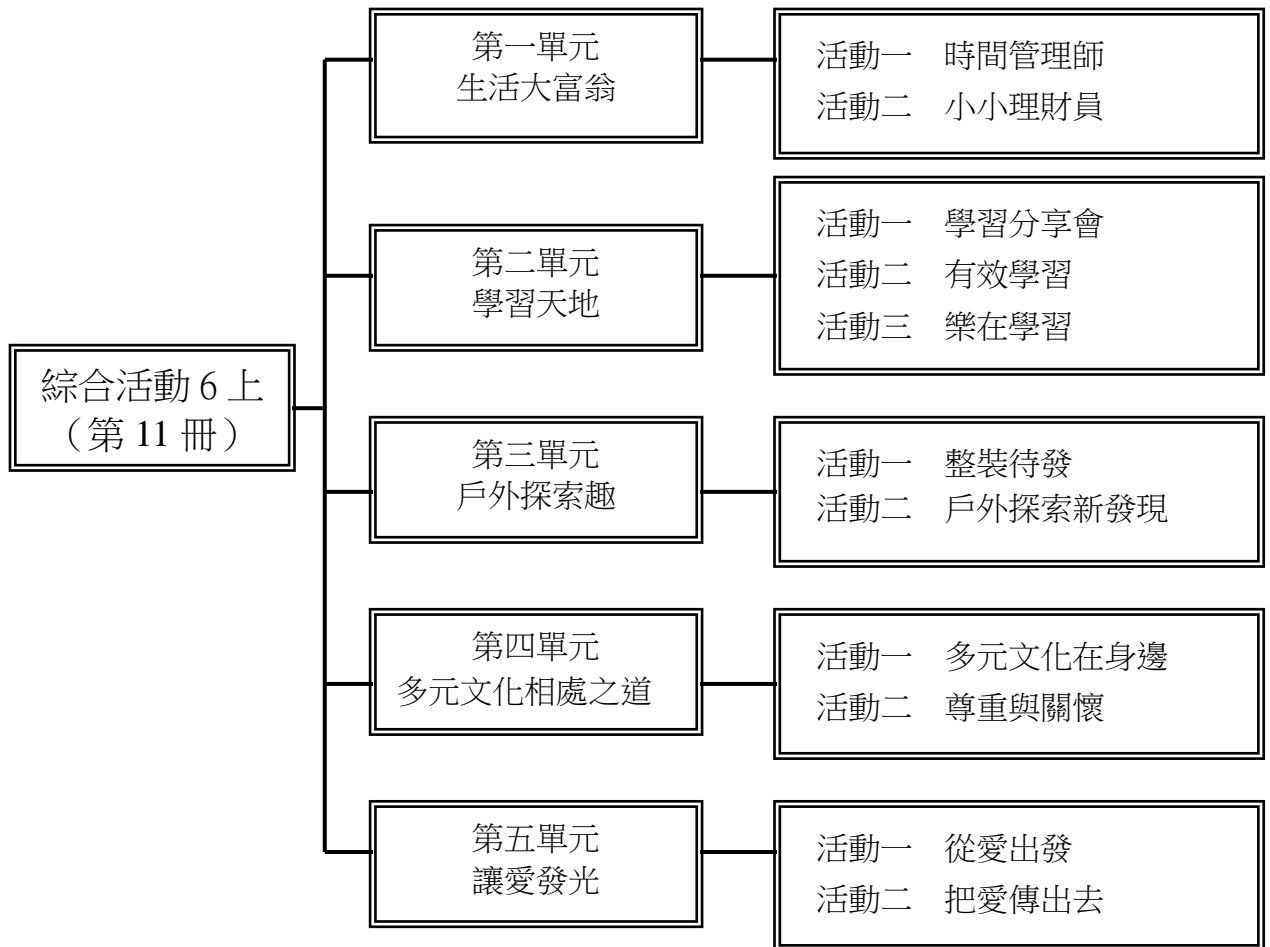 綜合活動 6 上
（第 11 冊）
第一單元
生活大富翁
活動一　時間管理師
活動二　小小理財員
第二單元
學習天地
活動一　學習分享會
活動二　有效學習
活動三　樂在學習
第三單元
戶外探索趣
活動一　整裝待發
活動二　戶外探索新發現
第四單元
多元文化相處之道
活動一　多元文化在身邊
活動二　尊重與關懷
第五單元
讓愛發光
活動一　從愛出發
活動二　把愛傳出去